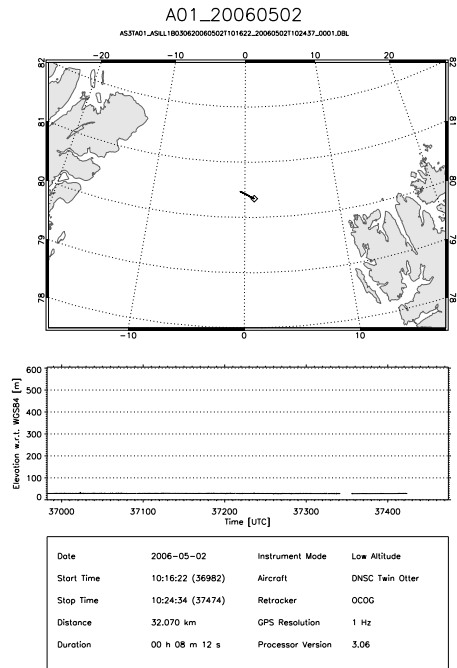 A01_20060502
AS3TA01_ASILL1B030620060502T101622_20060502T102437_0001.DBL
-20 -10 0 10 20
82 82
81 81
80 80
79 79
78 78
-10 0 10
600
500
400
300
200
100
0
Elevation w.r.t. WGS84 [m]
37000 37100 37200 37300 37400
Time [UTC]
Date 2006-05-02 Instrument Mode Low Altitude
Start Time 10:16:22 (36982) Aircraft DNSC Twin Otter
Stop Time 10:24:34 (37474) Retracker OCOG
Distance 32.070 km GPS Resolution 1 Hz
Duration 00 h 08 m 12 s Processor Version 3.06